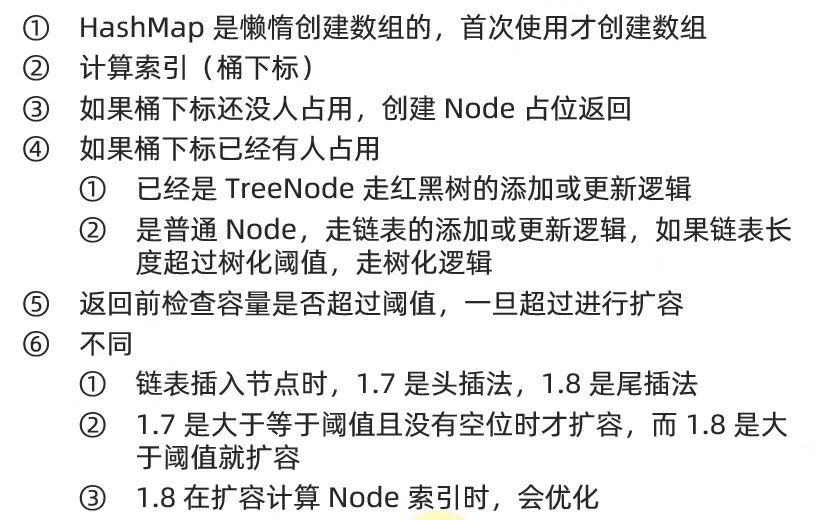 ① HashMap 是懒惰创建数组的，首次使用才创建数组
② 计算索引（桶下标）
③ 如果桶下标还没人占用，创建 Node 占位返回
④ 如果桶下标已经有人占用
① 已经是 TreeNode 走红黑树的添加或更新逻辑
② 是普通 Node，走链表的添加或更新逻辑，如果链表长
度超过树化阈值，走树化逻辑
⑤ 返回前检查容量是否超过阈值，一旦超过进行扩容
⑥ 不同
① 链表插入节点时，1.7 是头插法，1.8 是尾插法
② 1.7 是大于等于阈值且没有空位时才扩容，而 1.8 是大
于阈值就扩容
③ 1.8 在扩容计算 Node 索引时，会优化